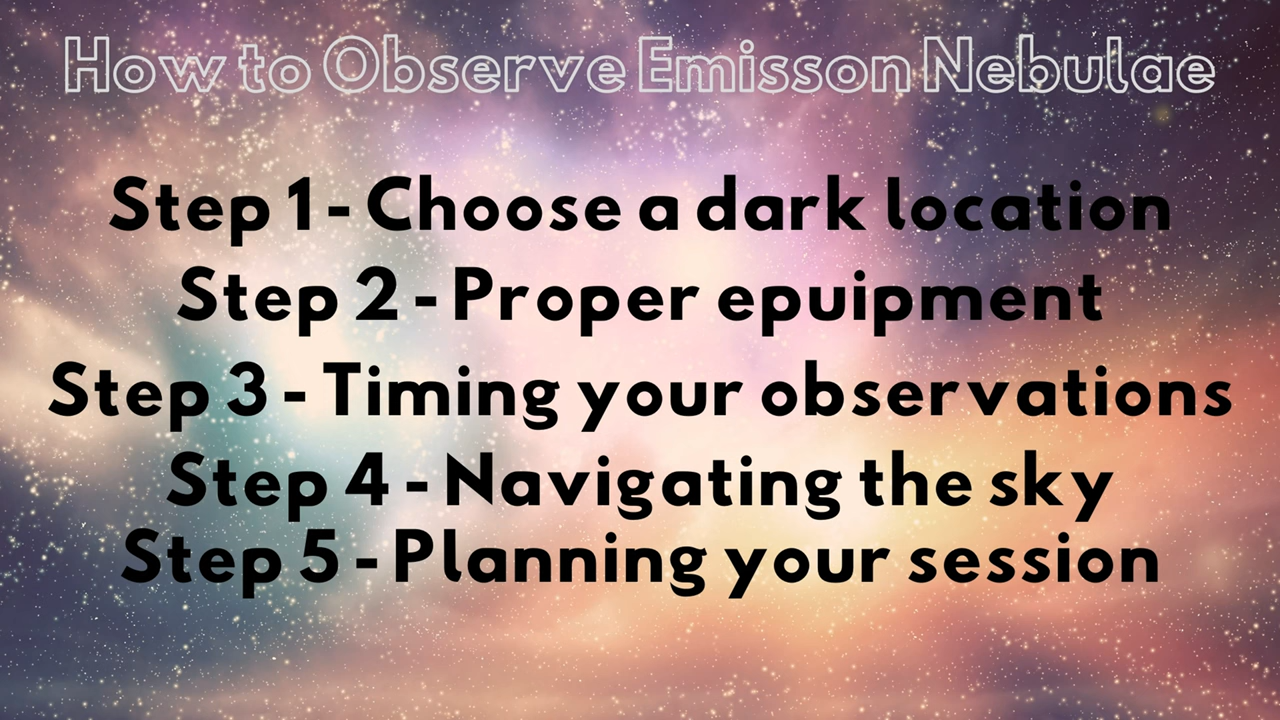 How to Observe Emisson Nebulae
Step 1 - Choose a dark location
Step 2 - Proper epuipment
Step 3 - Timing your observations
Step 4 - Navigating the sky
Step 5 - Planning your session